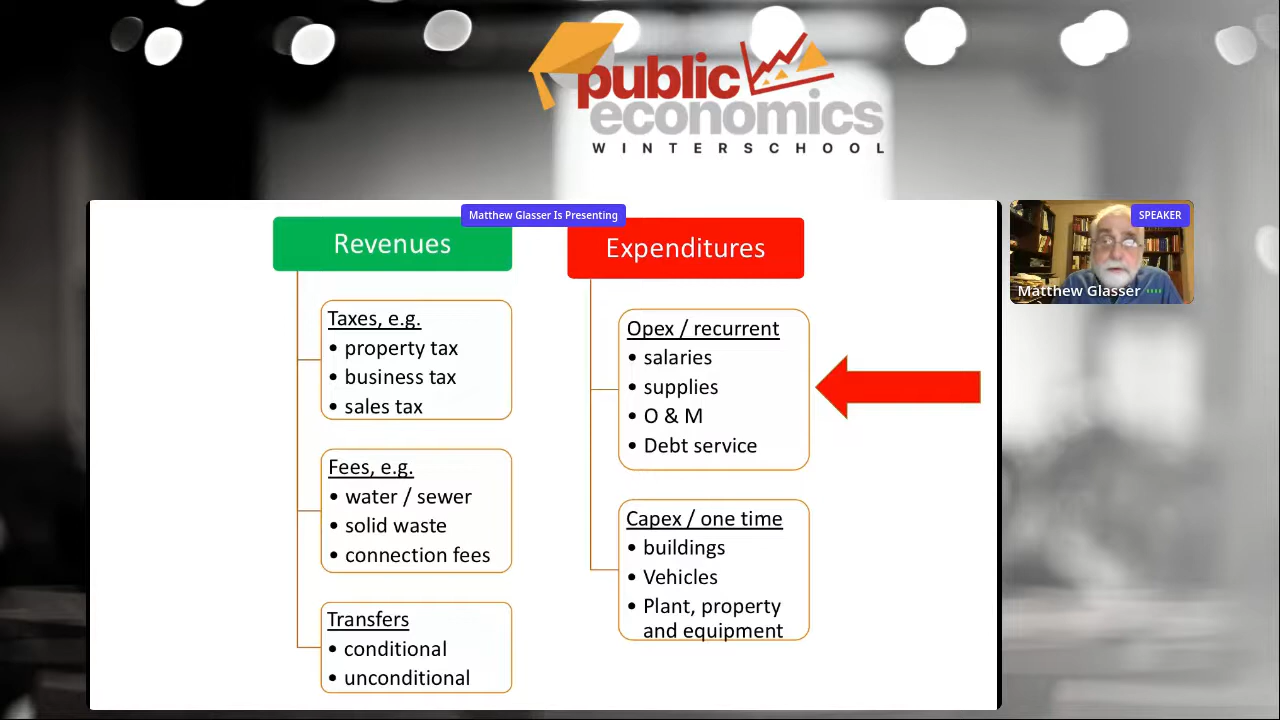 public
economics
WINTERSCHOOL
Matthew Glasser Is Presenting
Revenues
Taxes, e.g.
• property tax
• business tax
• sales tax
Fees, e.g.
• water / sewer
• solid waste
• connection fees
Transfers
• conditional
• unconditional
Expenditures
Opex / recurrent
• salaries
• supplies
• O & M
• Debt service
Capex / one time
• buildings
• Vehicles
• Plant, property
and equipment
SPEAKER
Matthew Glasser